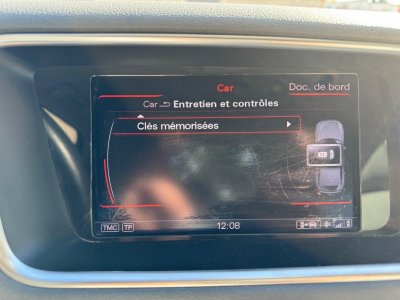 Car
Doc. de bord
Car Entretien et contrôles
Clés mémorisées
TMC TP 12:08